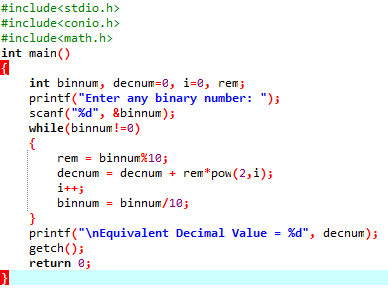 #include<stdio.h>
#include<conio.h>
#include<math.h>
int main()
{
    int binnum, decnum=0, i=0, rem;
    printf("Enter any binary number: ");
    scanf("%d", &binnum);
    while(binnum!=0)
    {
        rem = binnum%10;
        decnum = decnum + rem*pow(2,i);
        i++;
        binnum = binnum/10;
    }
    printf("\nEquivalent Decimal Value = %d", decnum);
    getch();
    return 0;
}